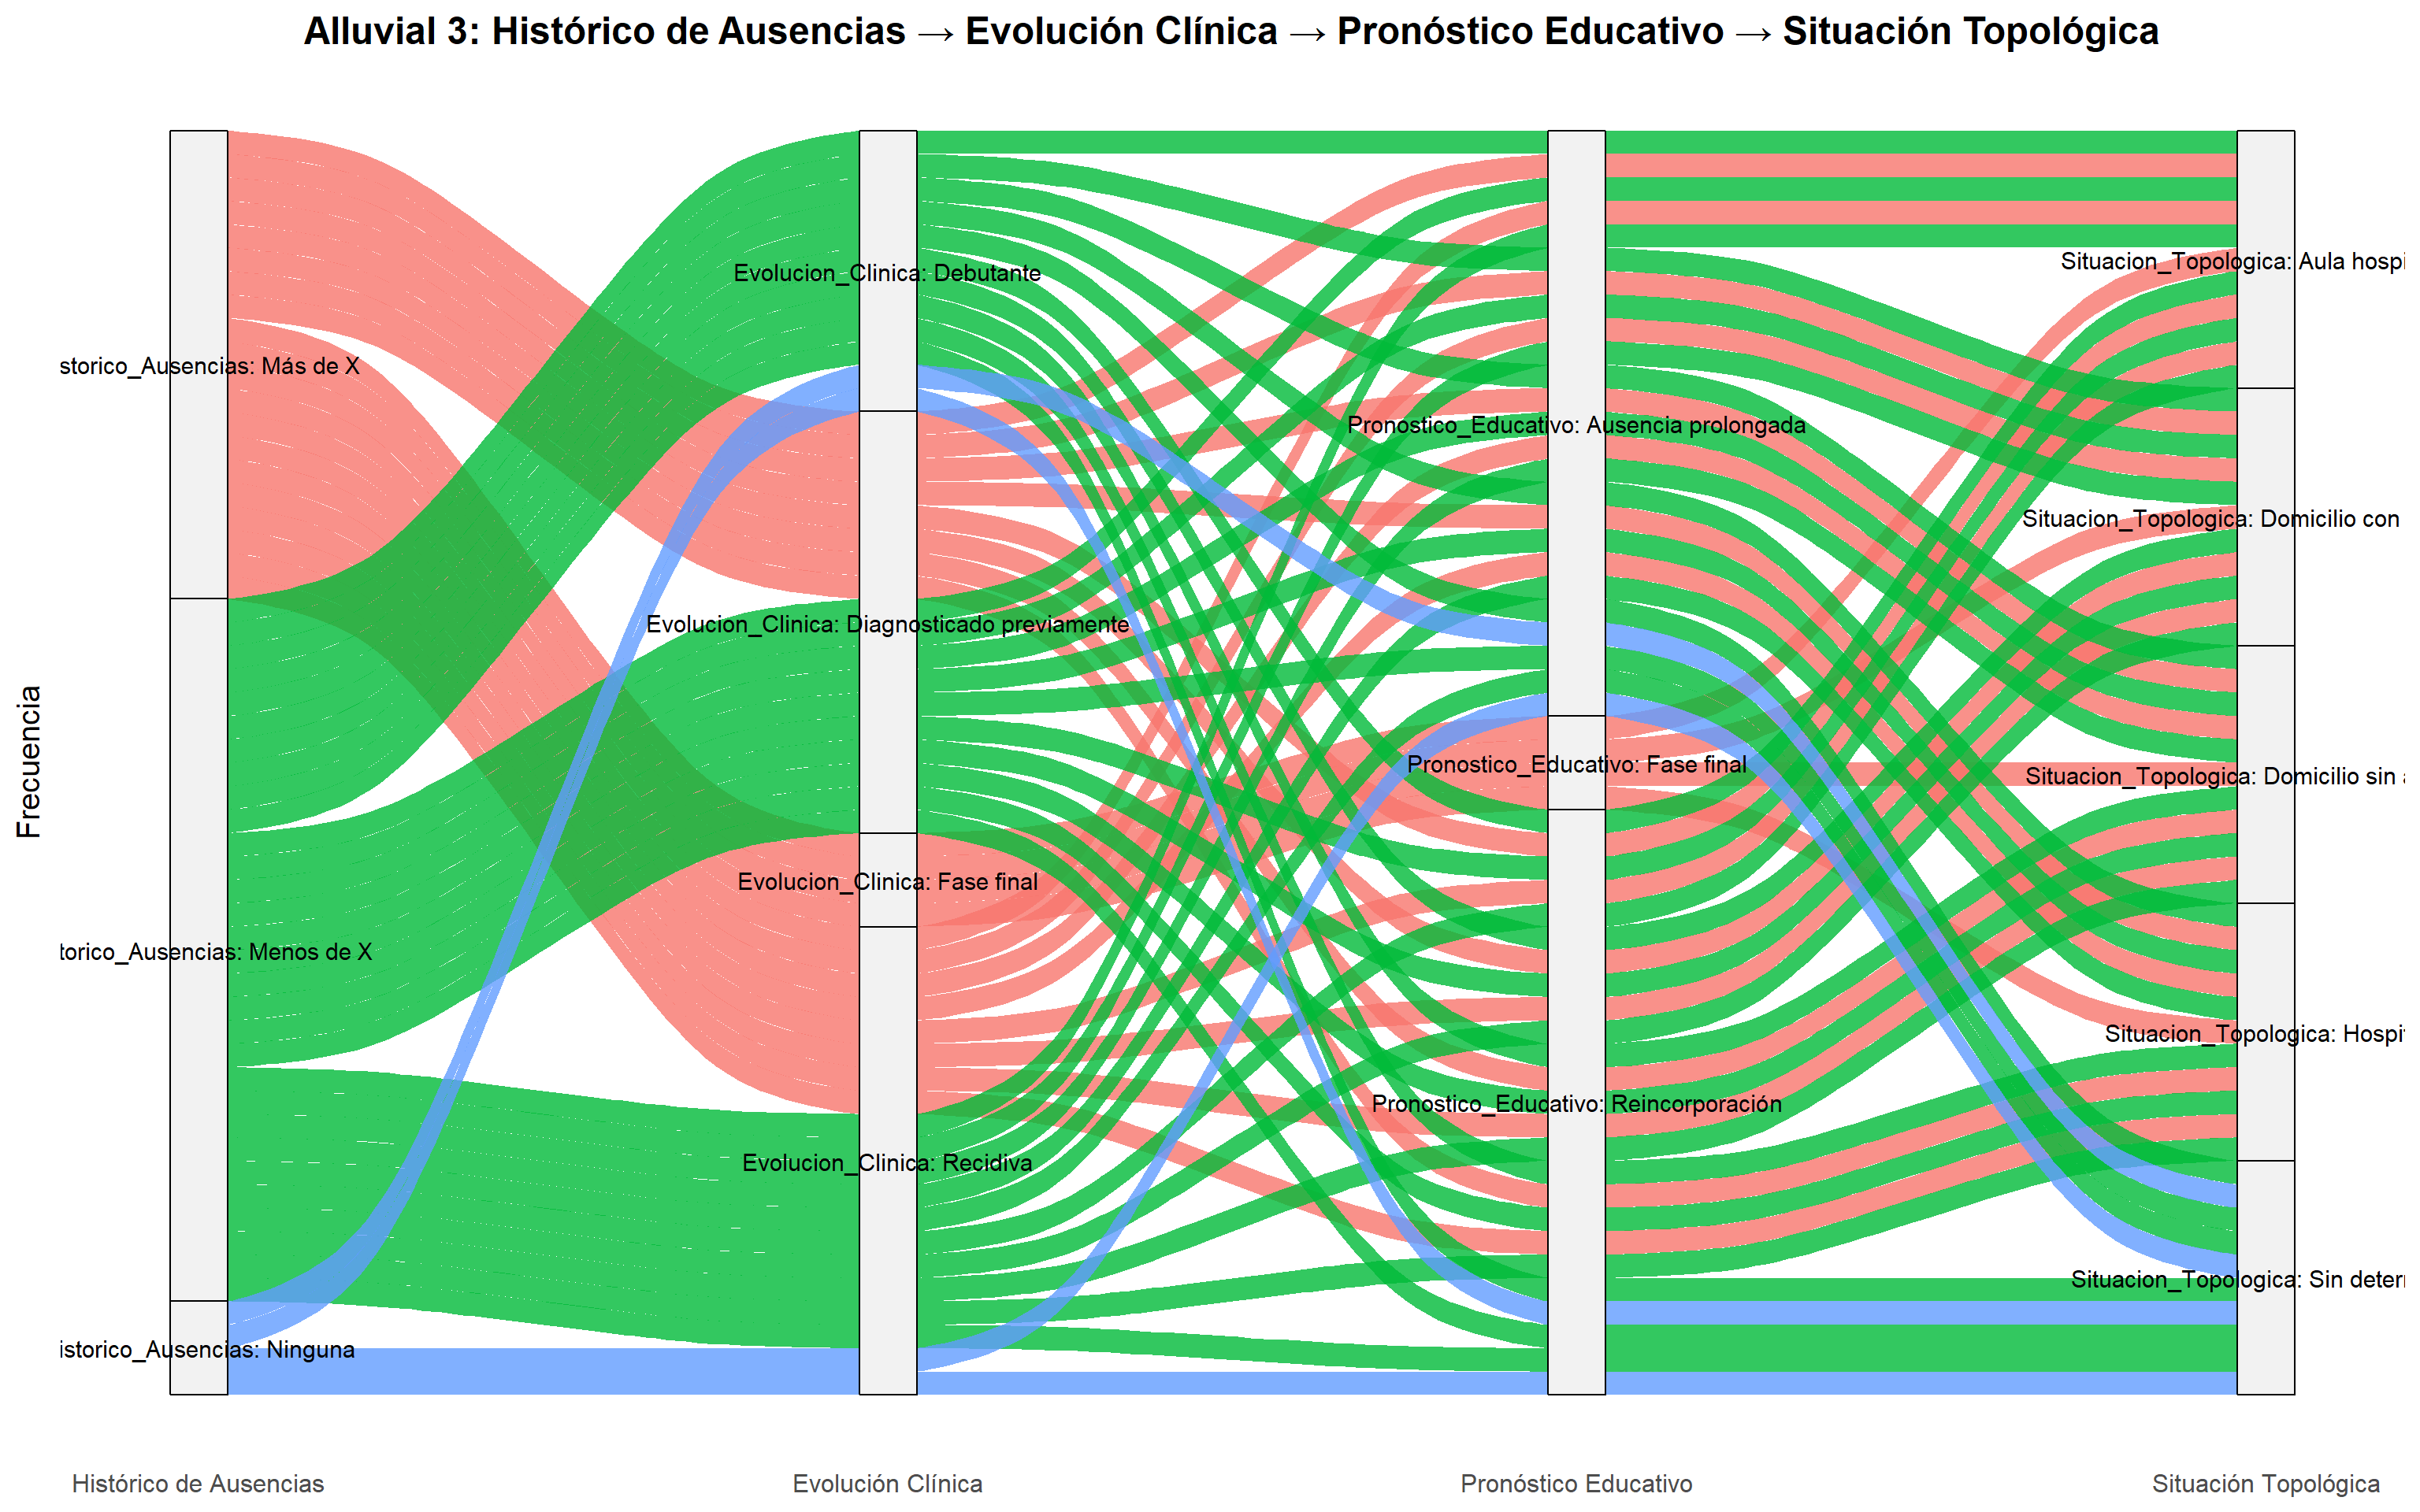 Alluvial 3: Histórico de Ausencias → Evolución Clínica → Pronóstico Educativo → Situación Topológica
Frecuencia
storico_Ausencias: Más de X
torico_Ausencias: Menos de X
istorico_Ausencias: Ninguna
Evolucion_Clinica: Debutante
Evolucion_Clinica: Diagnosticado previamente
Evolucion_Clinica: Fase final
Evolucion_Clinica: Recidiva
Pronostico_Educativo: Ausencia prolongada
Pronostico_Educativo: Fase final
Pronostico_Educativo: Reincorporación
Situacion_Topologica: Aula hospi
Situacion_Topologica: Domicilio con
Situacion_Topologica: Domicilio sin
Situacion_Topologica: Hospi
Situacion_Topologica: Sin deter
Histórico de Ausencias
Evolución Clínica
Pronóstico Educativo
Situación Topológica